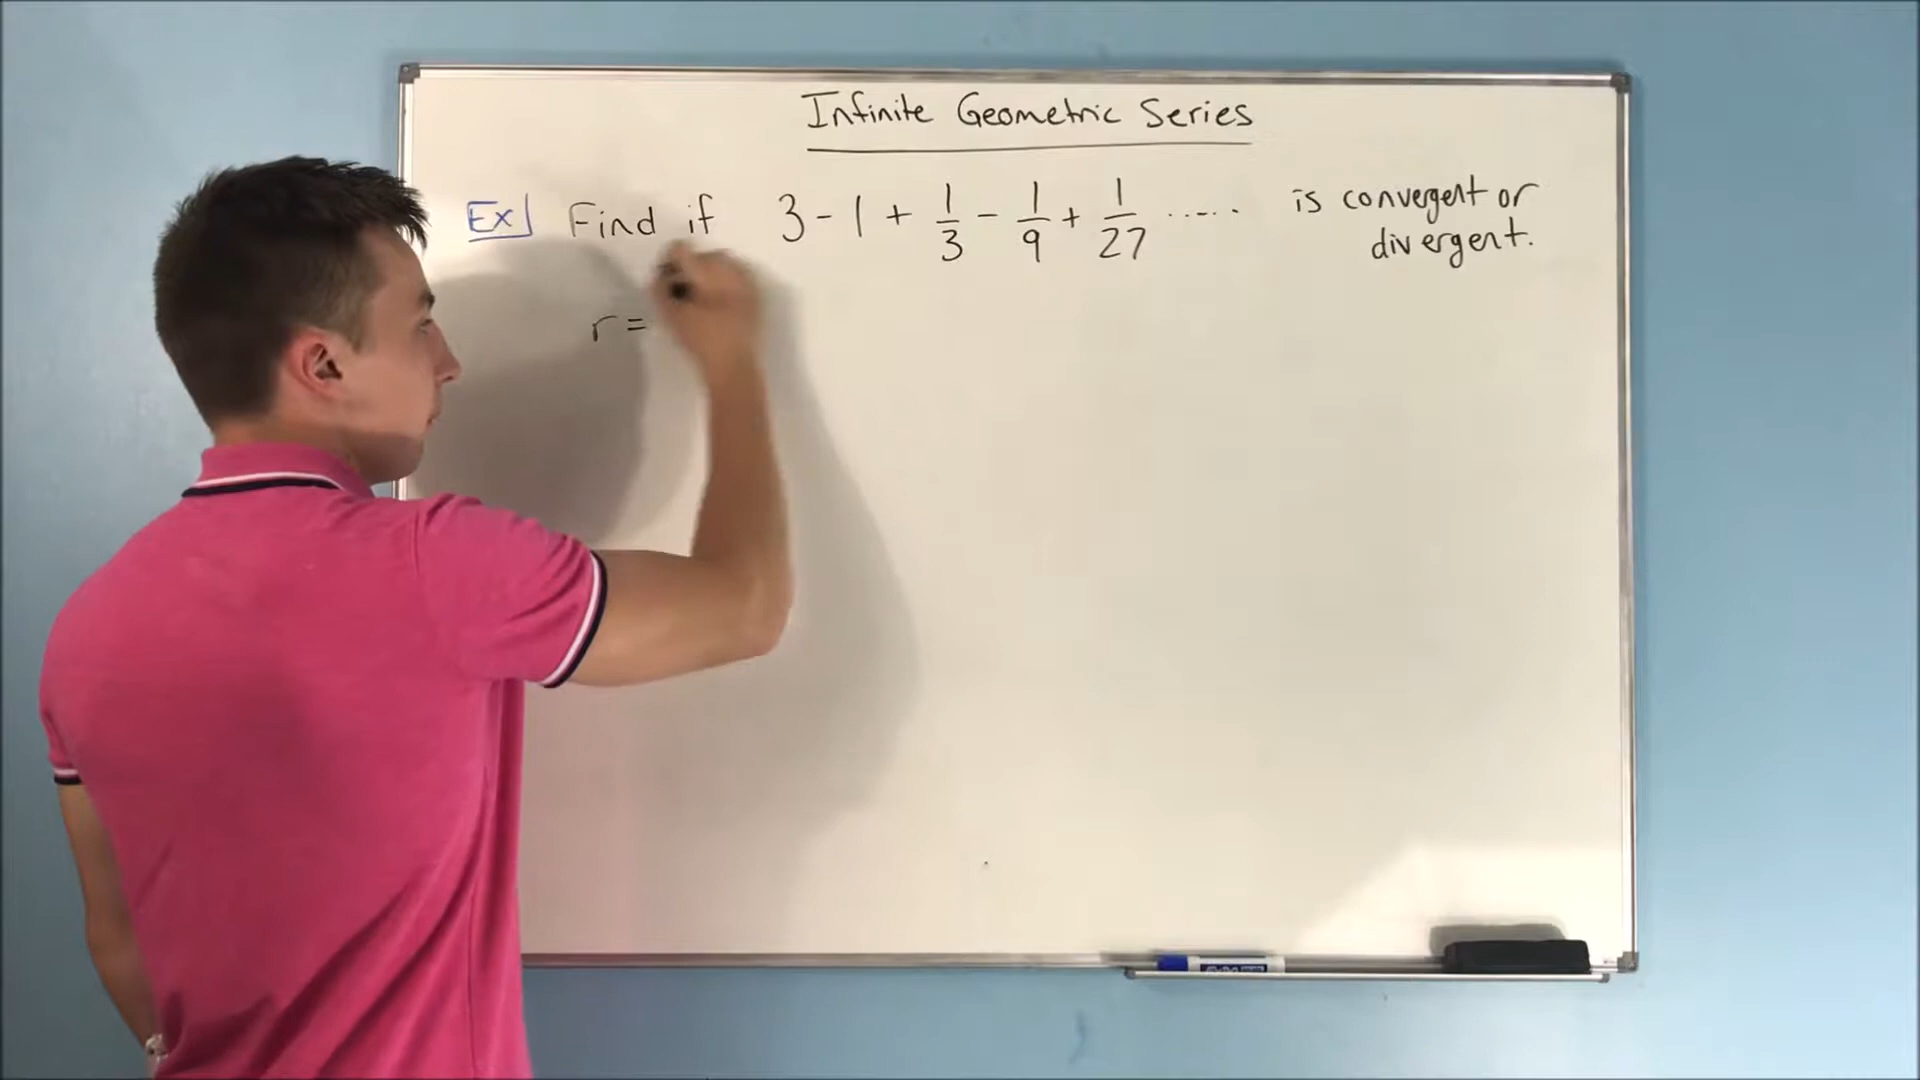 Infinite Geometric Series
Ex Find if 3 - 1 + 1/3 - 1/9 + 1/27 ..... is convergent or
divergent.
r =